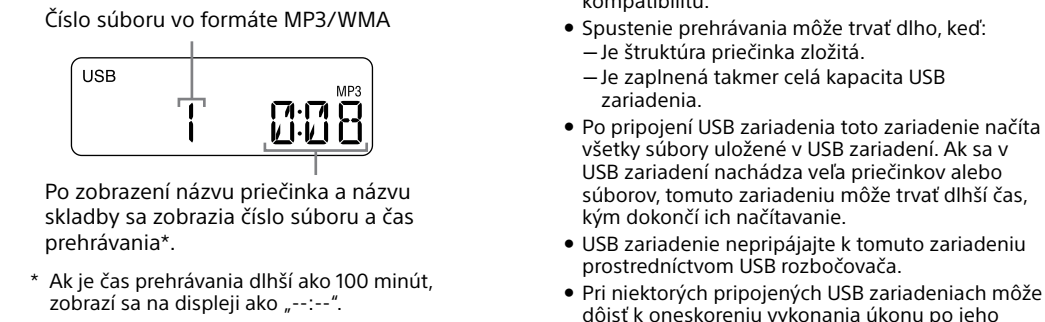 Číslo súboru vo formáte MP3/WMA
USB
MP3
1 0:08
Po zobrazení názvu priečinka a názvu
skladby sa zobrazia číslo súboru a čas
prehrávania*.
* Ak je čas prehrávania dlhší ako 100 minút,
zobrazí sa na displeji ako „--:--“.
kompatibilitu.
• Spustenie prehrávania môže trvať dlho, keď:
– Je štruktúra priečinka zložitá.
– Je zaplnená takmer celá kapacita USB
zariadenia.
• Po pripojení USB zariadenia toto zariadenie načíta
všetky súbory uložené v USB zariadení. Ak sa v
USB zariadení nachádza veľa priečinkov alebo
súborov, tomuto zariadeniu môže trvať dlhší čas,
kým dokončí ich načítavanie.
• USB zariadenie nepripájajte k tomuto zariadeniu
prostredníctvom USB rozbočovača.
• Pri niektorých pripojených USB zariadeniach môže
dôjsť k oneskoreniu vykonania úkonu po jeho